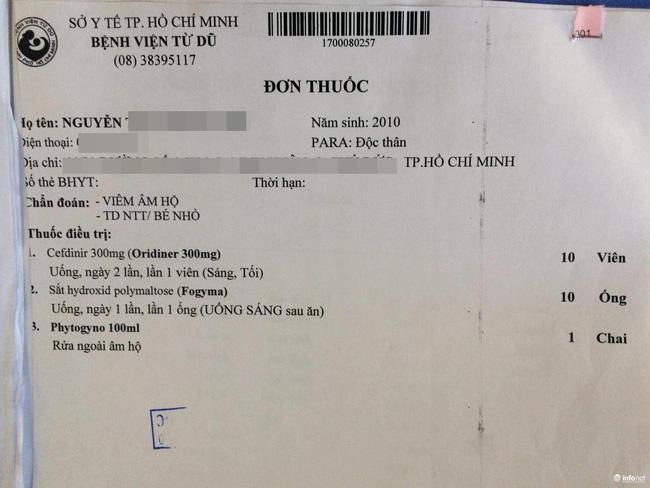 SỞ Y TẾ TP. HỒ CHÍ MINH
BỆNH VIỆN TỪ DŨ
(08) 38395117
1700080257
001
ĐƠN THUỐC
Họ tên: NGUYỄN
Năm sinh: 2010
Điện thoại:
PARA: Độc thân
Địa chỉ: TP.HỒ CHÍ MINH
Số thẻ BHYT: Thời hạn:
Chẩn đoán: - VIÊM ÂM HỘ
- TD NTT/ BÉ NHỎ
Thuốc điều trị:
1. Cefdinir 300mg (Oridiner 300mg) 10 Viên
Uống, ngày 2 lần, lần 1 viên (Sáng, Tối)
2. Sắt hydroxid polymaltose (Fogyma) 10 Ống
Uống, ngày 1 lần, lần 1 ống (UỐNG SÁNG sau ăn)
3. Phytogyno 100ml 1 Chai
Rửa ngoài âm hộ
infonet